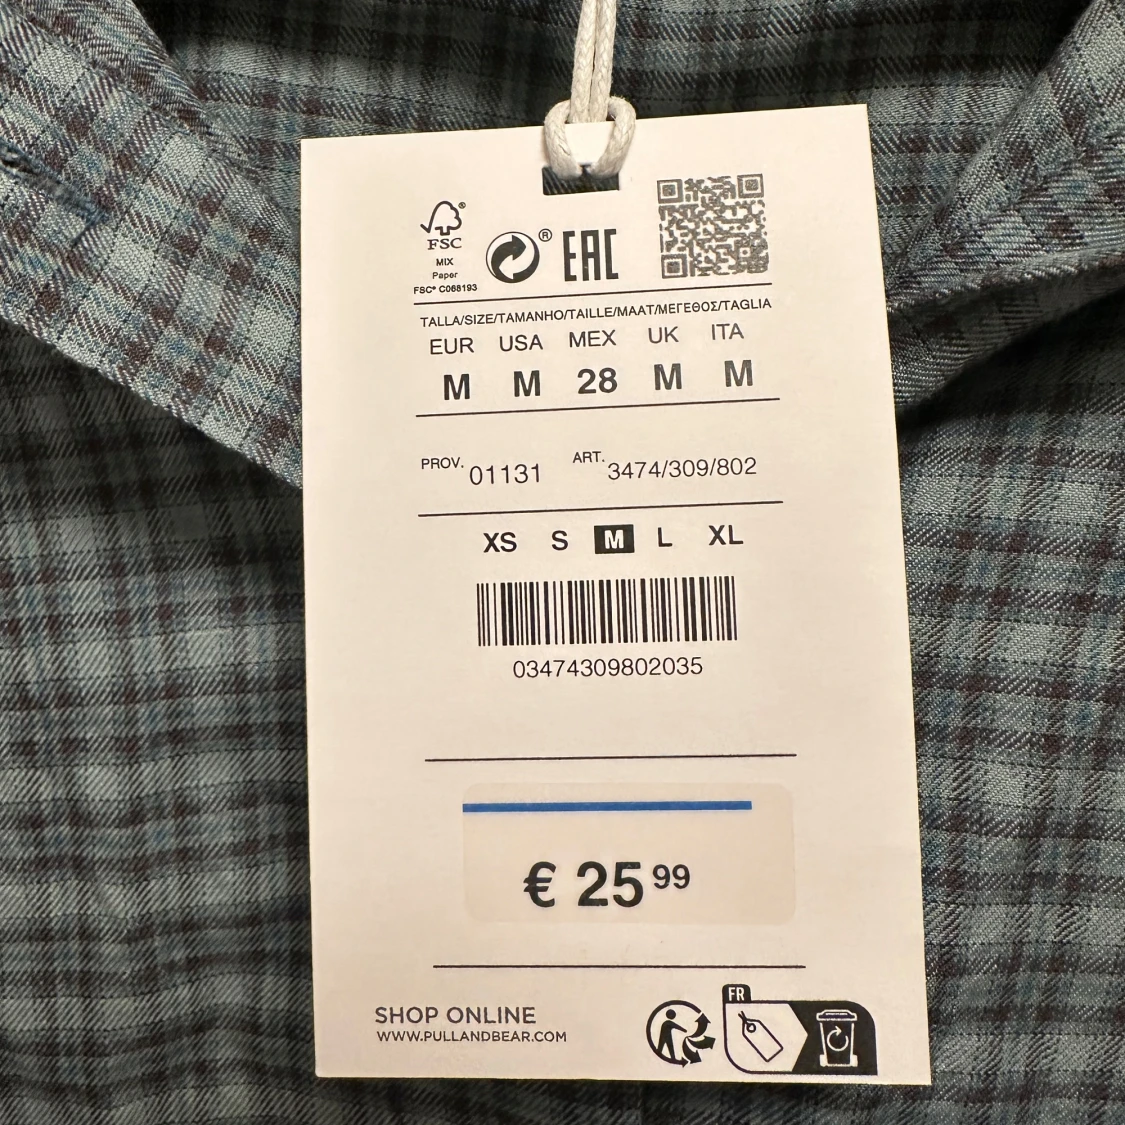 FSC®
MIX
Paper
FSC® C068193
® EAC
TALLA/SIZE/TAMANHO/TAILLE/MAAT/ΜΕΓΕΘΟΣ/TAGLIA
EUR USA MEX UK ITA
M M 28 M M
PROV. 01131 ART. 3474/309/802
XS S M L XL
03474309802035
€ 25 99
FR
SHOP ONLINE
WWW.PULLANDBEAR.COM